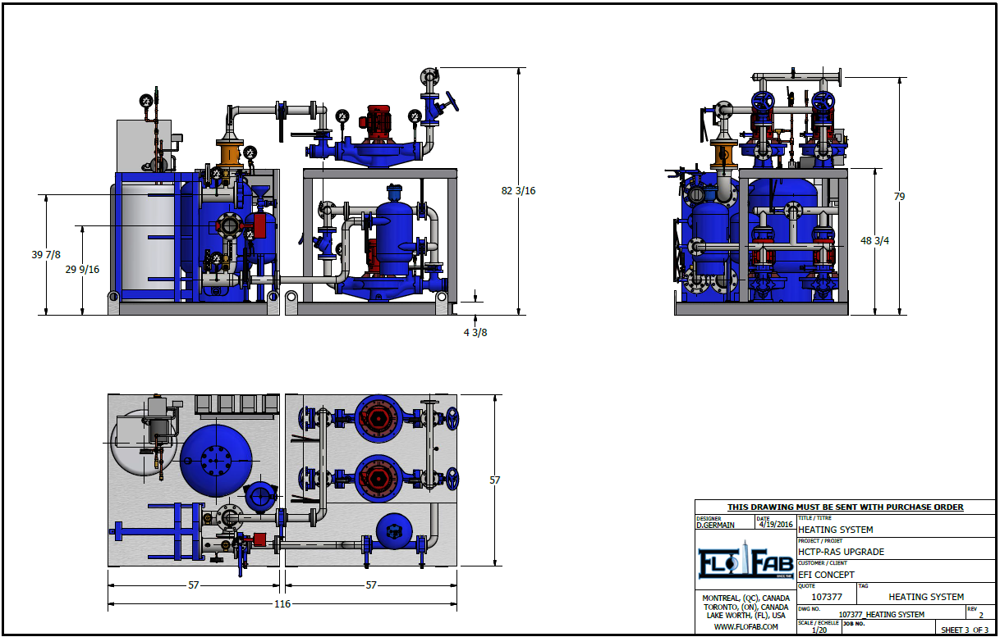 82 3/16
39 7/8
29 9/16
4 3/8
79
48 3/4
57
57
57
116
THIS DRAWING MUST BE SENT WITH PURCHASE ORDER
DESIGNER
D.GERMAIN
DATE
4/19/2016
TITLE / TITRE
HEATING SYSTEM
PROJECT / PROJET
HCTP-RAS UPGRADE
CUSTOMER / CLIENT
EFI CONCEPT
FLO FAB
QUOTE
107377
TAG
HEATING SYSTEM
MONTREAL, (QC), CANADA
TORONTO, (ON), CANADA
LAKE WORTH, (FL), USA
WWW.FLOFAB.COM
DWG NO.
107377_HEATING SYSTEM
REV
2
SCALE / ECHELLE
1/20
JOB NO.
SHEET 3 OF 3